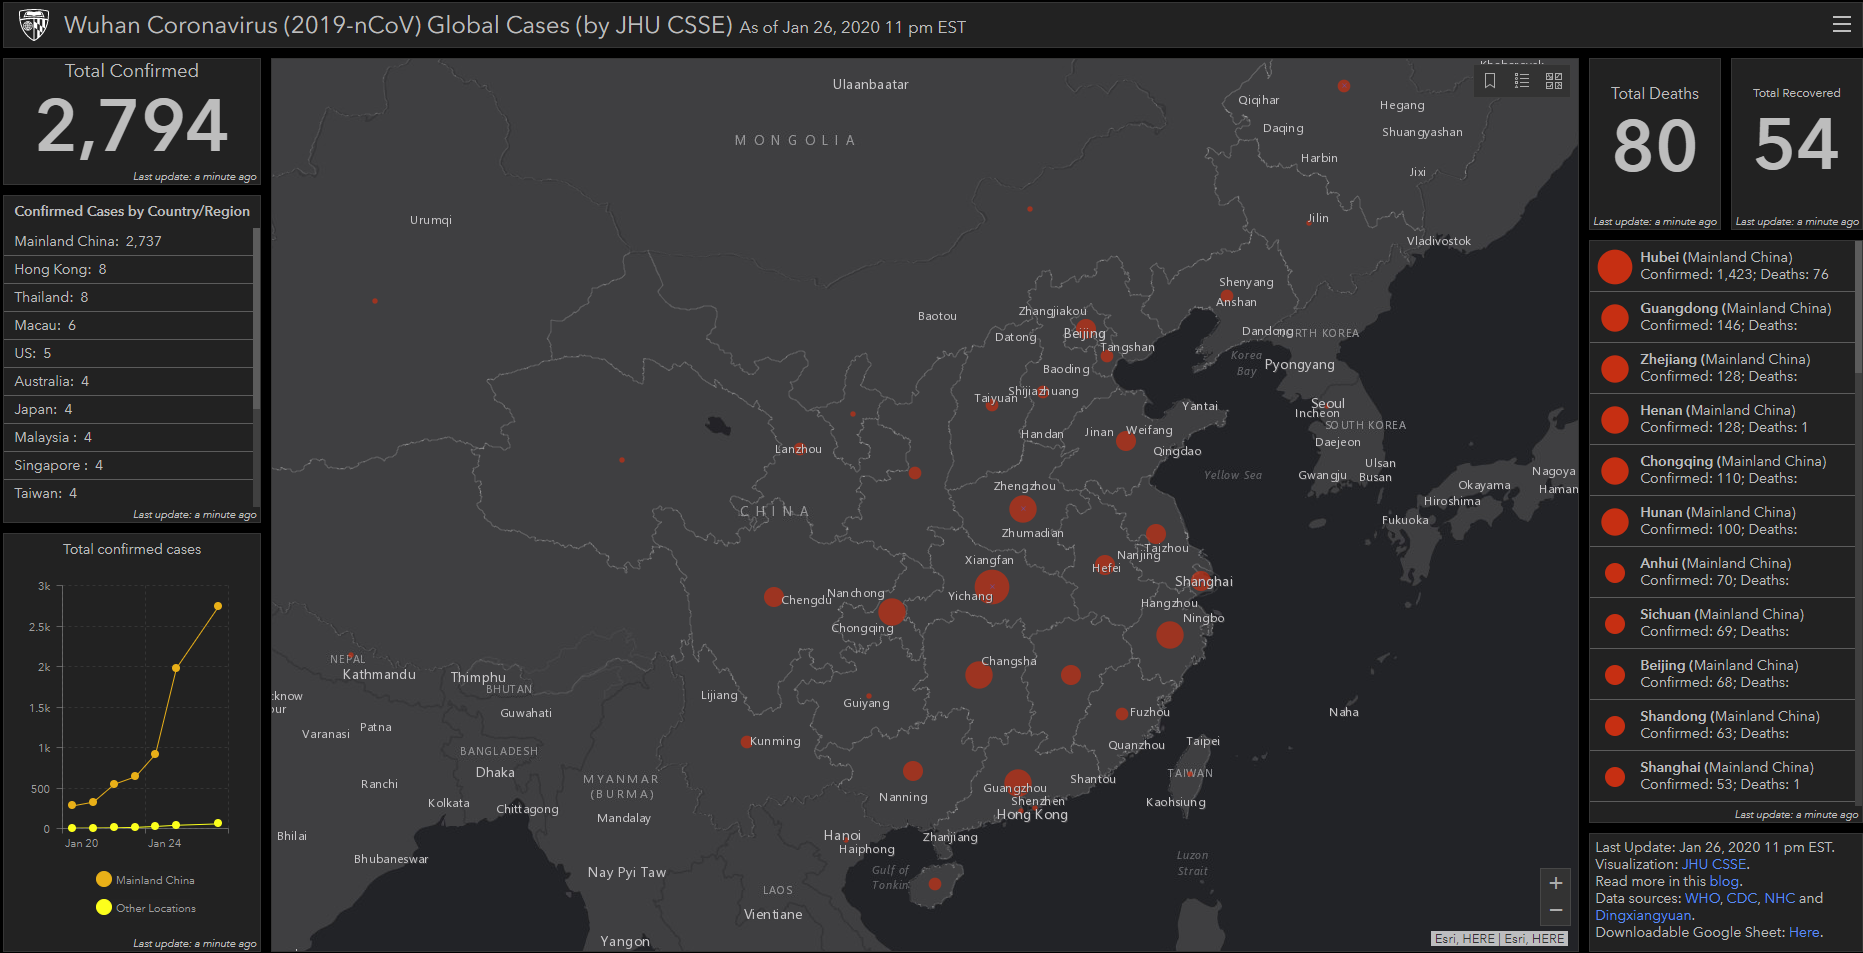 Wuhan Coronavirus (2019-nCoV) Global Cases (by JHU CSSE) As of Jan 26, 2020 11 pm EST
Total Confirmed
2,794
Last update: a minute ago
Confirmed Cases by Country/Region
Mainland China: 2,737
Hong Kong: 8
Thailand: 8
Macau: 6
US: 5
Australia: 4
Japan: 4
Malaysia : 4
Singapore : 4
Taiwan: 4
Last update: a minute ago
Total confirmed cases
3k
2.5k
2k
1.5k
1k
500
0
Jan 20
Jan 24
Mainland China
Other Locations
Last update: a minute ago
Ulaanbaatar
MONGOLIA
Qiqihar
Hegang
Daqing
Shuangyashan
Harbin
Jixi
Urumqi
Jilin
Vladivostok
Shenyang
Anshan
Zhangjiakou
Baotou
Beijing
Datong
Dandong
NORTH KOREA
Tangshan
Korea
Bay
Pyongyang
Baoding
Shijiazhuang
Taiyuan
Yantai
Seoul
Incheon
SOUTH KOREA
Handan
Jinan
Weifang
Daejeon
Lanzhou
Qingdao
Ulsan
Yellow Sea
Gwangju
Busan
Nagoya
Zhengzhou
Okayama
Haman
Hiroshima
CHINA
Fukuoka
Zhumadian
Taizhou
Nanjing
Xiangfan
Hefei
Shanghai
Nanchong
Chengdu
Yichang
Hangzhou
Ningbo
Chongqing
NEPAL
Changsha
Kathmandu
Thimphu
BHUTAN
Lijiang
Guiyang
cknow
pur
Guwahati
Fuzhou
Naha
Patna
Varanasi
Kunming
Quanzhou
Taipei
BANGLADESH
Dhaka
MYANMAR
(BURMA)
Ranchi
TAIWAN
Shantou
Guangzhou
Nanning
Kolkata
Chittagong
Shenzhen
Kaohsiung
Hong Kong
Mandalay
Bhilai
Hanoi
Zhanjiang
Haiphong
Bhubaneswar
Luzon
Strait
Gulf of
Tonkin
Nay Pyi Taw
LAOS
Vientiane
Yangon
+
−
Esri, HERE | Esri, HERE
Total Deaths
80
Last update: a minute ago
Total Recovered
54
Last update: a minute ago
Hubei (Mainland China)
Confirmed: 1,423; Deaths: 76
Guangdong (Mainland China)
Confirmed: 146; Deaths:
Zhejiang (Mainland China)
Confirmed: 128; Deaths:
Henan (Mainland China)
Confirmed: 128; Deaths: 1
Chongqing (Mainland China)
Confirmed: 110; Deaths:
Hunan (Mainland China)
Confirmed: 100; Deaths:
Anhui (Mainland China)
Confirmed: 70; Deaths:
Sichuan (Mainland China)
Confirmed: 69; Deaths:
Beijing (Mainland China)
Confirmed: 68; Deaths:
Shandong (Mainland China)
Confirmed: 63; Deaths:
Shanghai (Mainland China)
Confirmed: 53; Deaths: 1
Last update: a minute ago
Last Update: Jan 26, 2020 11 pm EST.
Visualization: JHU CSSE.
Read more in this blog.
Data sources: WHO, CDC, NHC and
Dingxiangyuan.
Downloadable Google Sheet: Here.